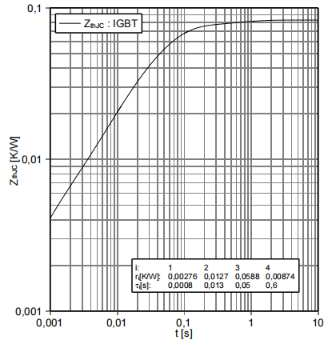 0,1
Z_thJC : IGBT
Z_thJC [K/W]
0,01
i: 1 2 3 4
r_i[K/W]: 0,00276 0,0127 0,0588 0,00874
τ_i[s]: 0,0008 0,013 0,05 0,6
0,001
0,001 0,01 0,1 1 10
t [s]